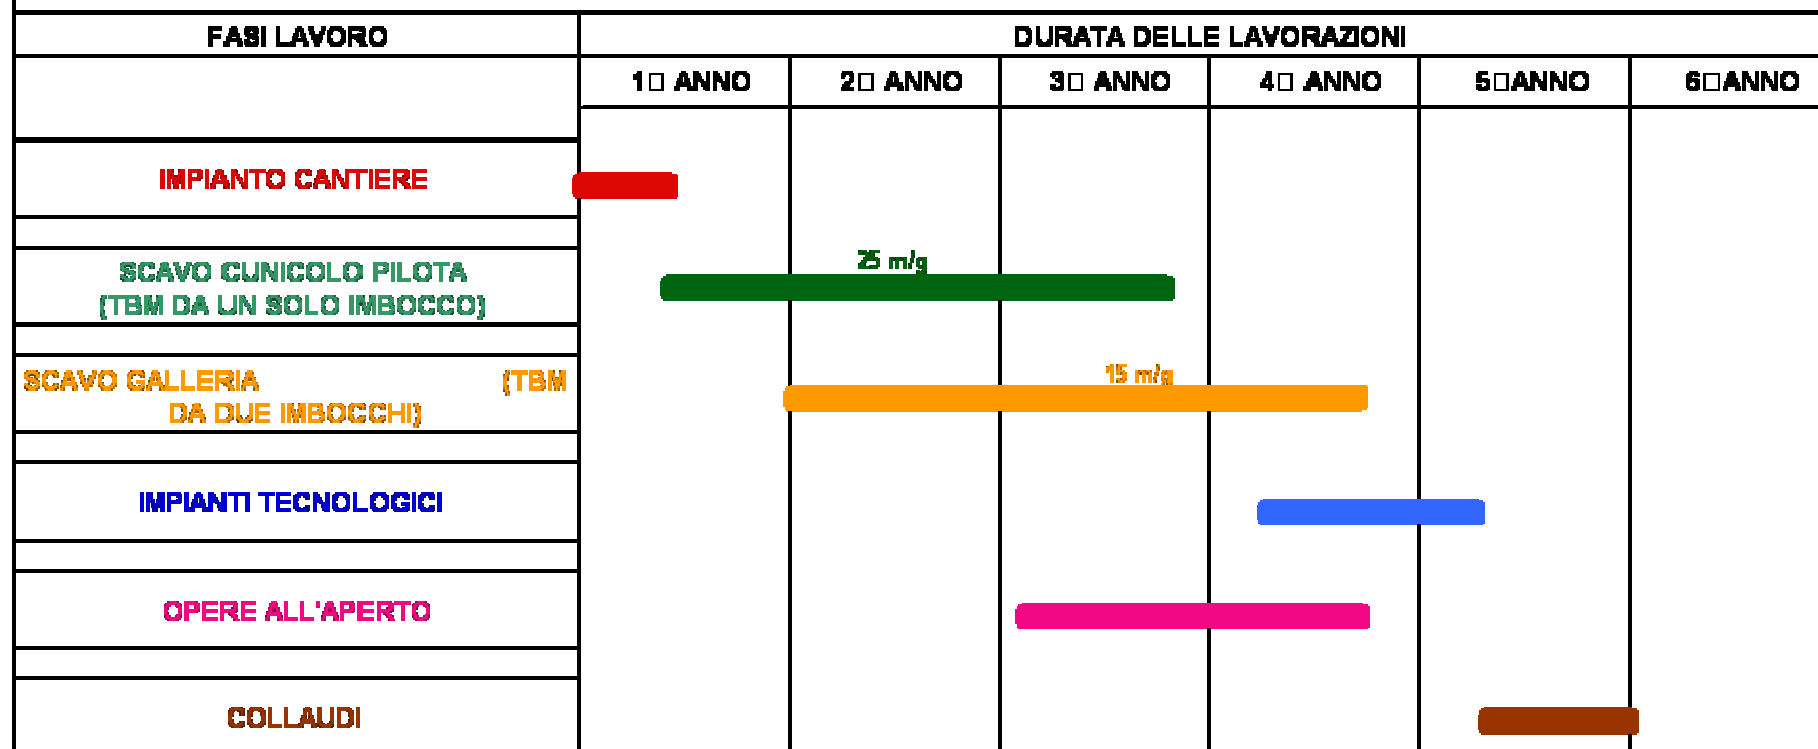 FASI LAVORO
DURATA DELLE LAVORAZIONI
1□ ANNO
2□ ANNO
3□ ANNO
4□ ANNO
5□ANNO
6□ANNO
IMPIANTO CANTIERE
SCAVO CUNICOLO PILOTA
(TBM DA UN SOLO IMBOCCO)
25 m/g
SCAVO GALLERIA (TBM
DA DUE IMBOCCHI)
15 m/g
IMPIANTI TECNOLOGICI
OPERE ALL'APERTO
COLLAUDI